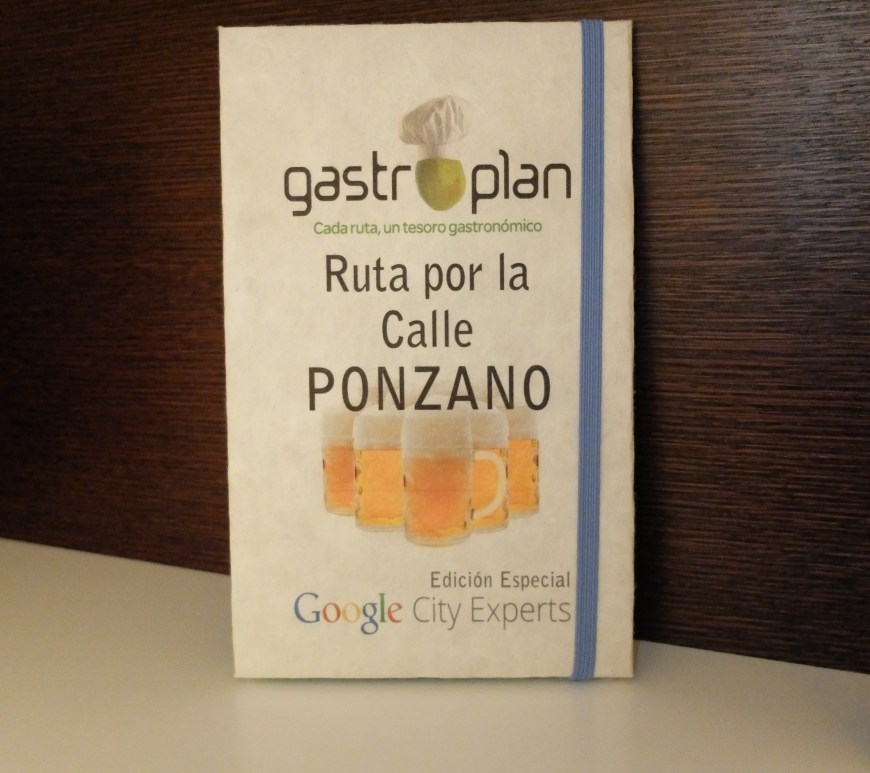 gastroplan
Cada ruta, un tesoro gastronómico
Ruta por la
Calle
PONZANO
Edición Especial
Google City Experts